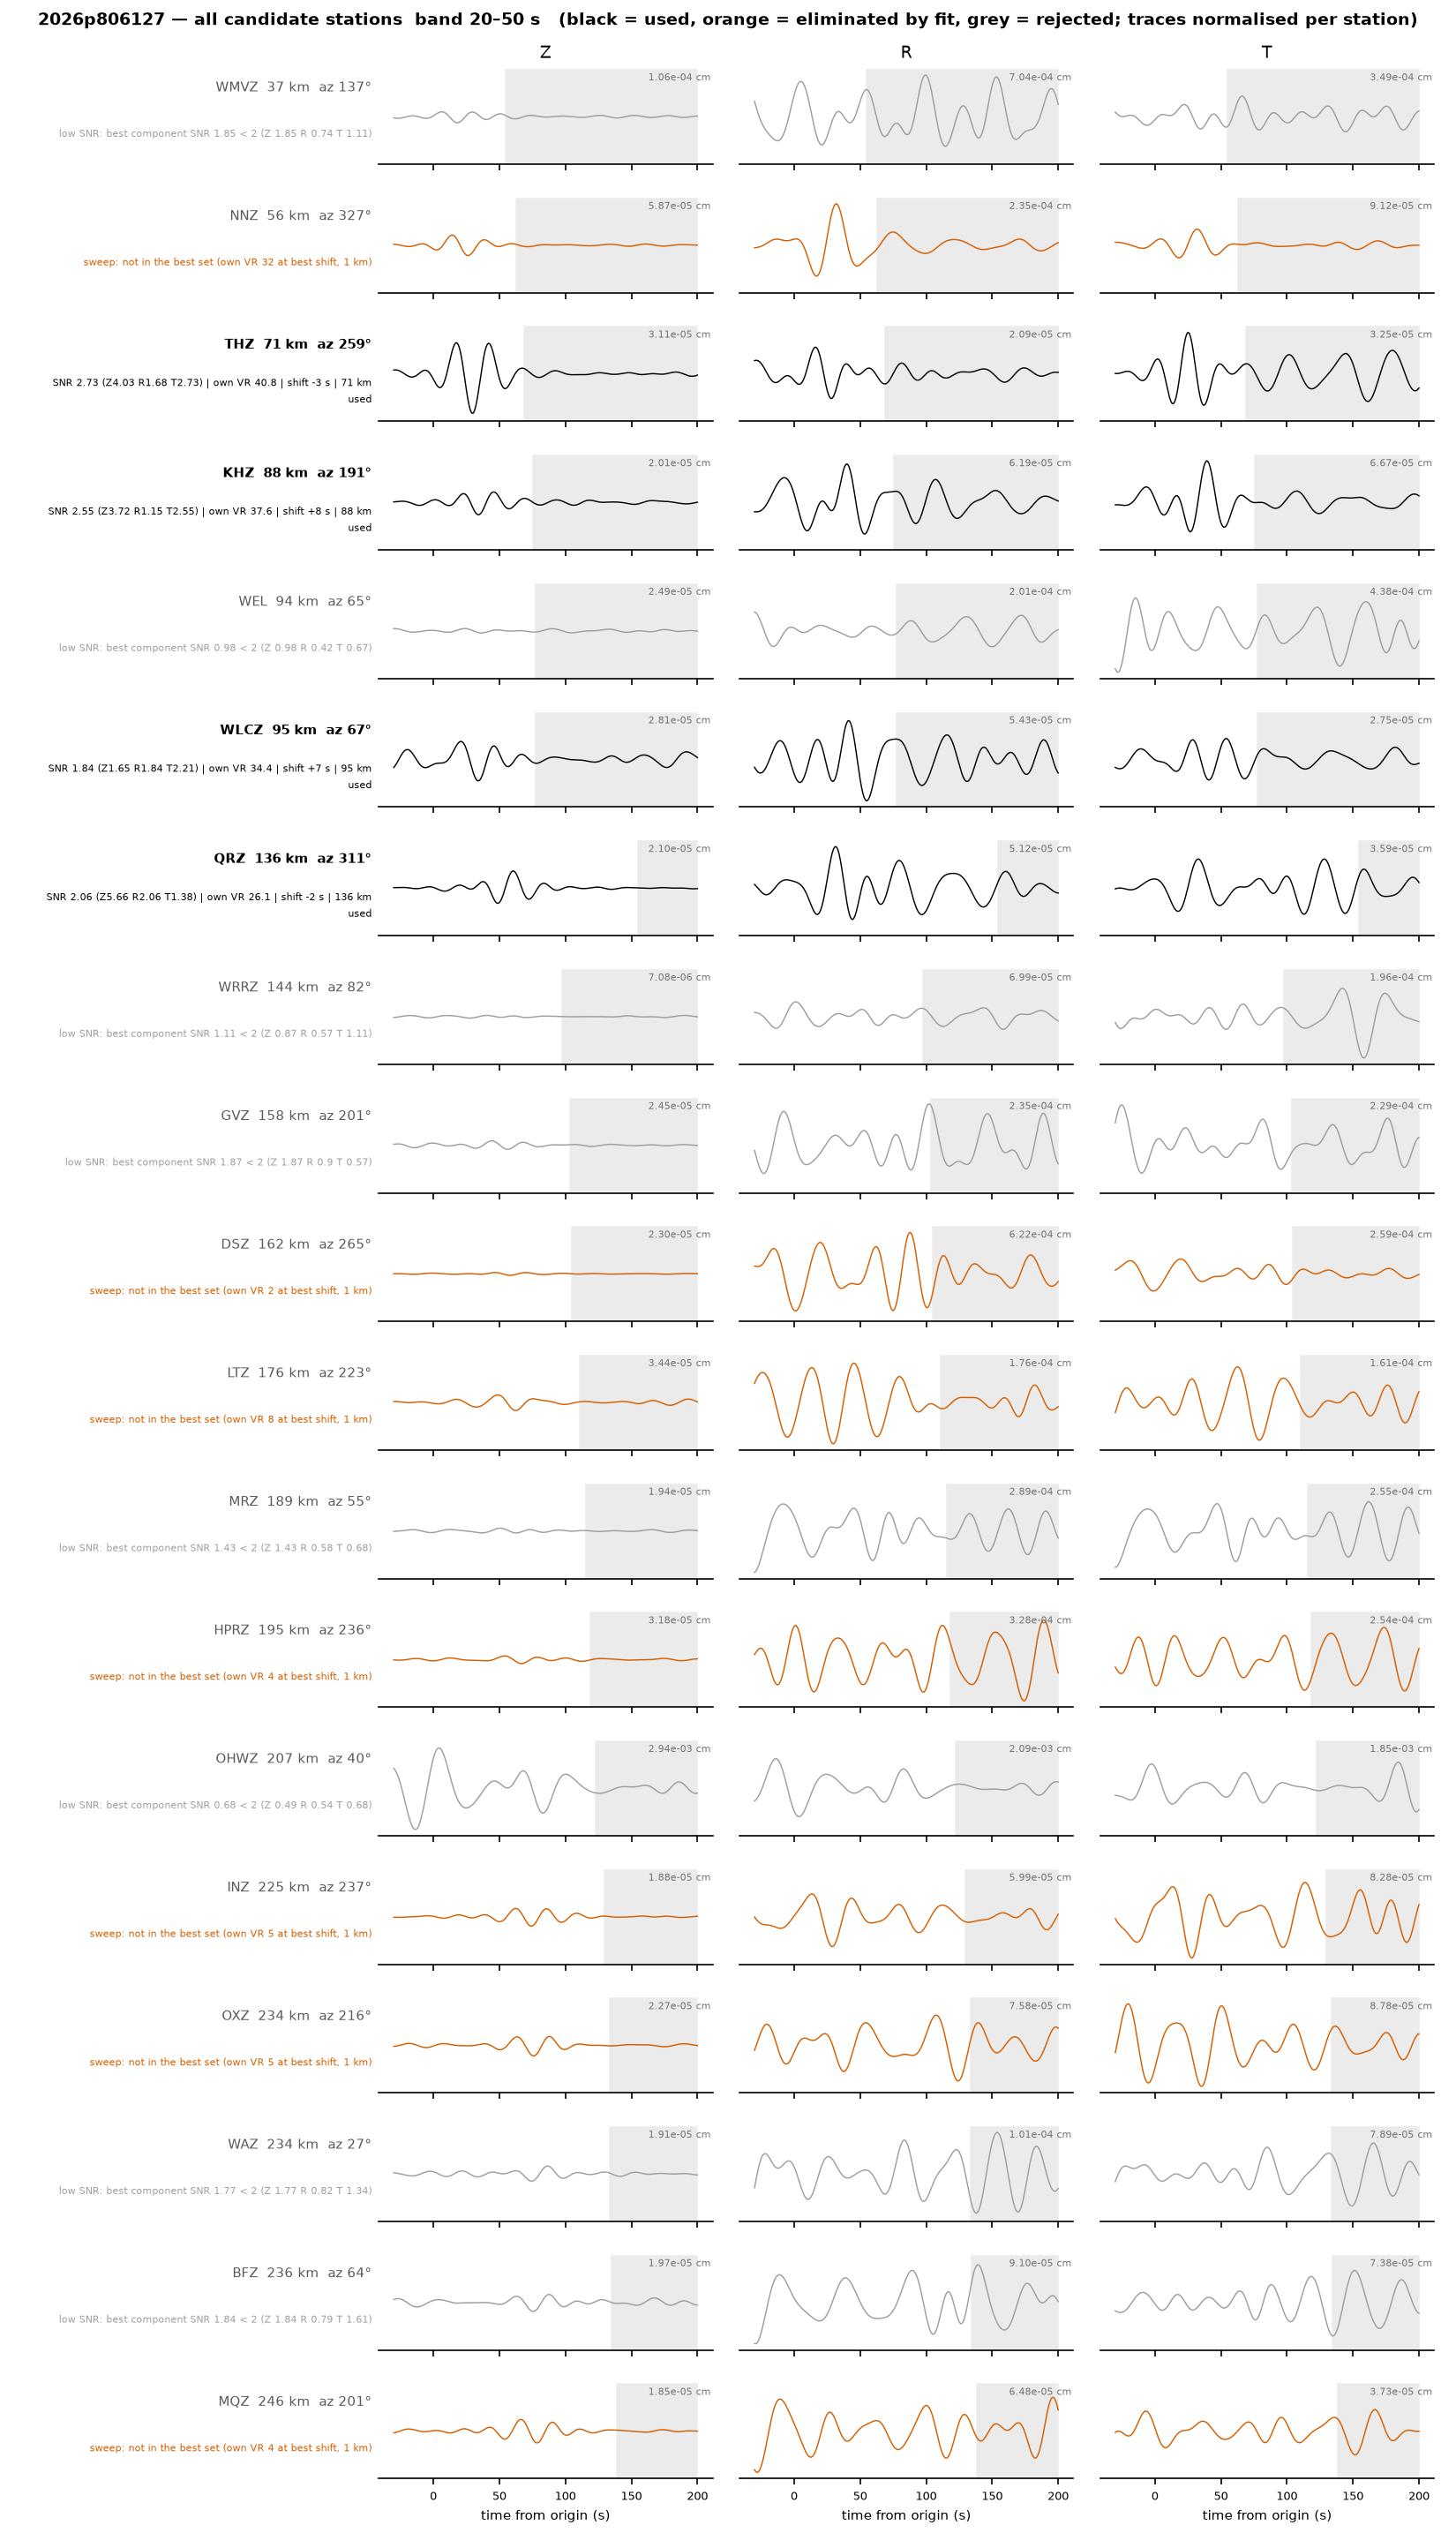 2026p806127 — all candidate stations  band 20–50 s   (black = used, orange = eliminated by fit, grey = rejected; traces normalised per station)
Z R T
WMVZ  37 km  az 137°
low SNR: best component SNR 1.85 < 2 (Z 1.85 R 0.74 T 1.11)
1.06e-04 cm 7.04e-04 cm 3.49e-04 cm
NNZ  56 km  az 327°
sweep: not in the best set (own VR 32 at best shift, 1 km)
5.87e-05 cm 2.35e-04 cm 9.12e-05 cm
THZ  71 km  az 259°
SNR 2.73 (Z4.03 R1.68 T2.73) | own VR 40.8 | shift -3 s | 71 km
used
3.11e-05 cm 2.09e-04 cm 3.25e-05 cm
KHZ  88 km  az 191°
SNR 2.55 (Z3.72 R1.15 T2.55) | own VR 37.6 | shift +8 s | 88 km
used
2.01e-05 cm 6.19e-05 cm 6.67e-05 cm
WEL  94 km  az 65°
low SNR: best component SNR 0.98 < 2 (Z 0.98 R 0.42 T 0.67)
2.49e-05 cm 2.01e-04 cm 4.38e-04 cm
WLCZ  95 km  az 67°
SNR 1.84 (Z1.65 R1.84 T2.21) | own VR 34.4 | shift +7 s | 95 km
used
2.81e-05 cm 5.43e-05 cm 2.75e-05 cm
QRZ  136 km  az 311°
SNR 2.06 (Z5.66 R2.06 T1.38) | own VR 26.1 | shift -2 s | 136 km
used
2.10e-05 cm 5.12e-05 cm 3.59e-05 cm
WRRZ  144 km  az 82°
low SNR: best component SNR 1.11 < 2 (Z 0.87 R 0.57 T 1.11)
7.08e-06 cm 6.99e-05 cm 1.96e-04 cm
GVZ  158 km  az 201°
low SNR: best component SNR 1.87 < 2 (Z 1.87 R 0.9 T 0.57)
2.45e-05 cm 2.35e-04 cm 2.29e-04 cm
DSZ  162 km  az 265°
sweep: not in the best set (own VR 2 at best shift, 1 km)
2.30e-05 cm 6.22e-04 cm 2.59e-04 cm
LTZ  176 km  az 223°
sweep: not in the best set (own VR 8 at best shift, 1 km)
3.44e-05 cm 1.76e-04 cm 1.61e-04 cm
MRZ  189 km  az 55°
low SNR: best component SNR 1.43 < 2 (Z 1.43 R 0.58 T 0.68)
1.94e-05 cm 2.89e-04 cm 2.55e-04 cm
HPRZ  195 km  az 236°
sweep: not in the best set (own VR 4 at best shift, 1 km)
3.18e-05 cm 3.28e-04 cm 2.54e-04 cm
OHWZ  207 km  az 40°
low SNR: best component SNR 0.68 < 2 (Z 0.49 R 0.54 T 0.68)
2.94e-03 cm 2.09e-03 cm 1.85e-03 cm
INZ  225 km  az 237°
sweep: not in the best set (own VR 5 at best shift, 1 km)
1.88e-05 cm 5.99e-05 cm 8.28e-05 cm
OXZ  234 km  az 216°
sweep: not in the best set (own VR 5 at best shift, 1 km)
2.27e-05 cm 7.58e-05 cm 8.78e-05 cm
WAZ  234 km  az 27°
low SNR: best component SNR 1.77 < 2 (Z 1.77 R 0.82 T 1.34)
1.91e-05 cm 1.01e-04 cm 7.89e-05 cm
BFZ  236 km  az 64°
low SNR: best component SNR 1.84 < 2 (Z 1.84 R 0.79 T 1.61)
1.97e-05 cm 9.10e-05 cm 7.38e-05 cm
MQZ  246 km  az 201°
sweep: not in the best set (own VR 4 at best shift, 1 km)
1.85e-05 cm 6.48e-05 cm 3.73e-05 cm
0 50 100 150 200 0 50 100 150 200 0 50 100 150 200
time from origin (s) time from origin (s) time from origin (s)